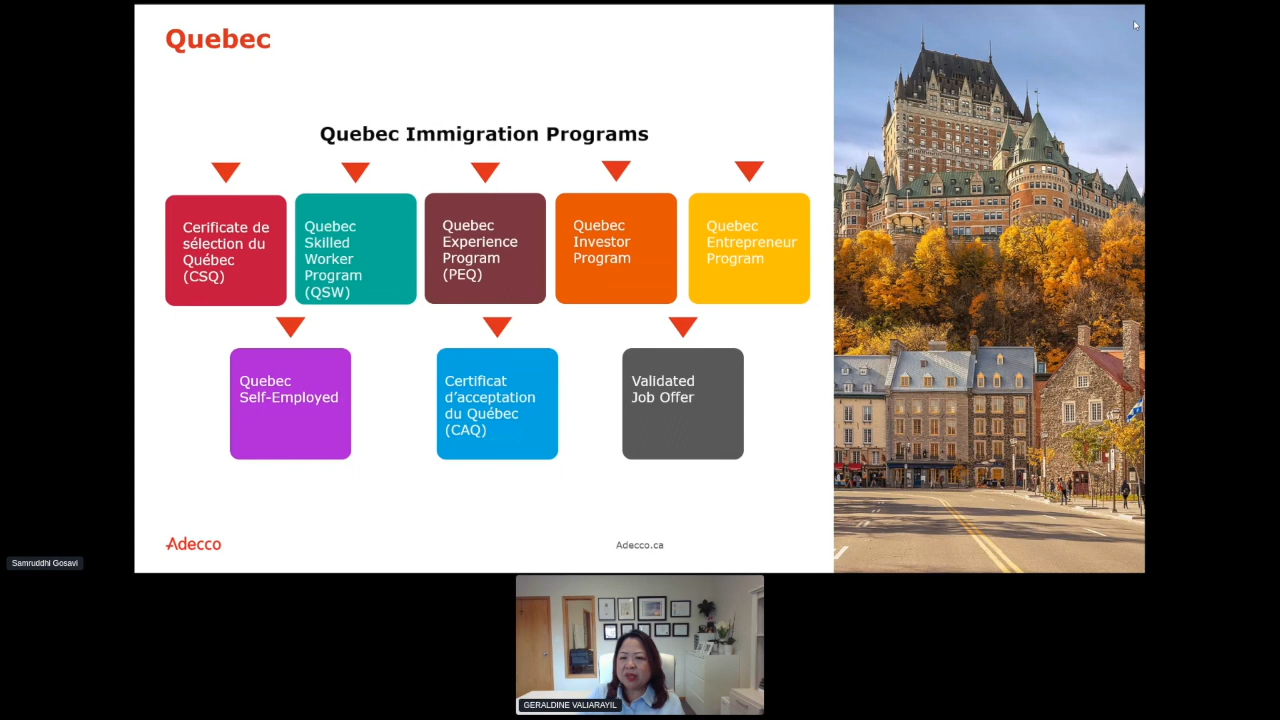 Quebec
Quebec Immigration Programs
Cerificate de
sélection du
Québec
(CSQ)
Quebec
Skilled
Worker
Program
(QSW)
Quebec
Experience
Program
(PEQ)
Quebec
Investor
Program
Quebec
Entrepreneur
Program
Quebec
Self-Employed
Certificat
d'acceptation
du Québec
(CAQ)
Validated
Job Offer
Adecco
Adecco.ca
Samruddhi Gosavi
GERALDINE VALIARAYIL